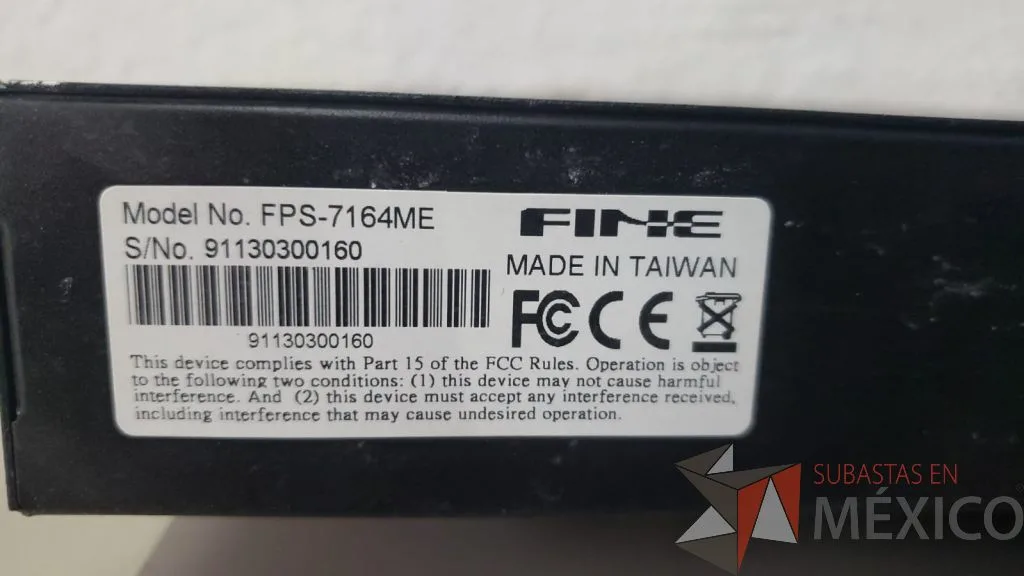 Model No. FPS-7164ME
S/No. 91130300160
91130300160
FINE
MADE IN TAIWAN
FC CE
This device complies with Part 15 of the FCC Rules. Operation is object
to the following two conditions: (1) this device may not cause harmful
interference. And (2) this device must accept any interference received,
including interference that may cause undesired operation.
SUBASTAS EN
MÉXICO